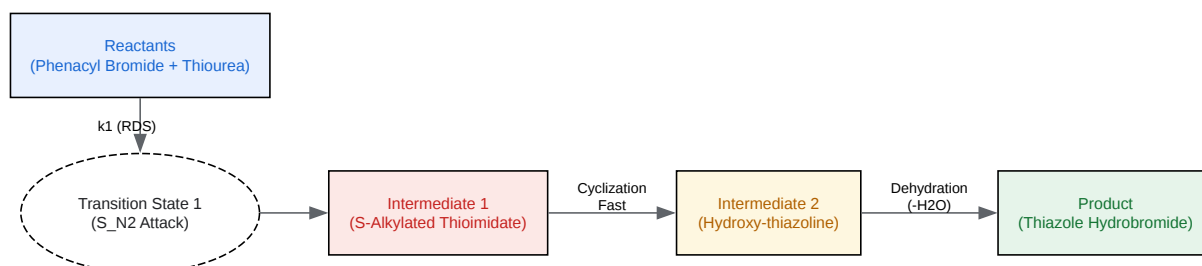 Reactants
(Phenacyl Bromide + Thiourea)
k1 (RDS)
Transition State 1
(S_N2 Attack)
Intermediate 1
(S-Alkylated Thioimidate)
Cyclization
Fast
Intermediate 2
(Hydroxy-thiazoline)
Dehydration
(-H2O)
Product
(Thiazole Hydrobromide)